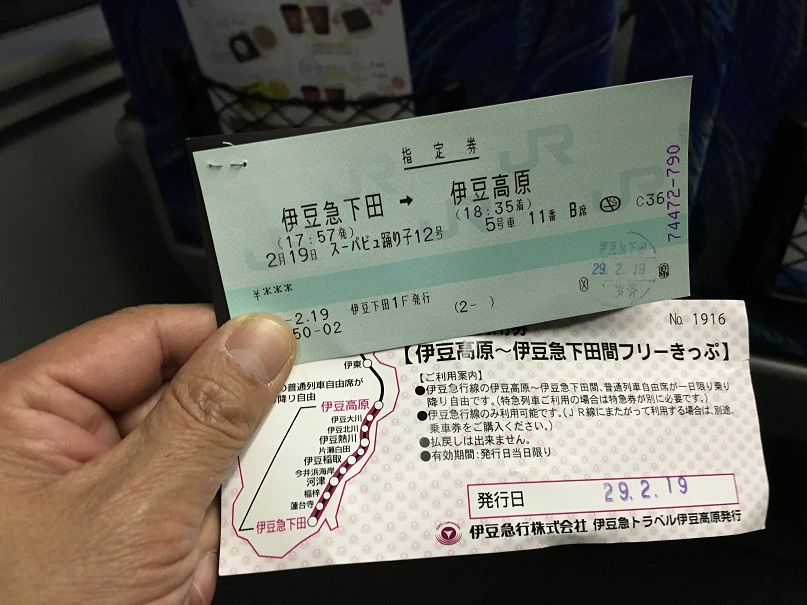 指定券
伊豆急下田 → 伊豆高原
(17:57発) (18:35着)
2月19日 スーパビュ踊り子12号 5号車 11番 B席 C36
¥***
-2.19 伊豆下田1F発行 (2- )
50-02
74472-790
伊豆急下田
29.2.19
No. 1916
【伊豆高原～伊豆急下田間フリーきっぷ】
【ご利用案内】
●伊豆急行線の伊豆高原～伊豆急下田間、普通列車自由席が一日限り乗り
降り自由です。(特急列車ご利用の場合は特急券が別に必要です。)
●伊豆急行線のみ利用可能です。(JR線にまたがって利用する場合は、別途、
乗車券をご購入ください。)
●払戻しは出来ません。
●有効期間：発行日当日限り
発行日 29.2.19
伊豆急行株式会社 伊豆急トラベル伊豆高原発行
伊東
の普通列車自由席が
降り自由
伊豆高原
伊豆大川
伊豆北川
伊豆熱川
片瀬白田
伊豆稲取
今井浜海岸
河津
稲梓
蓮台寺
伊豆急下田